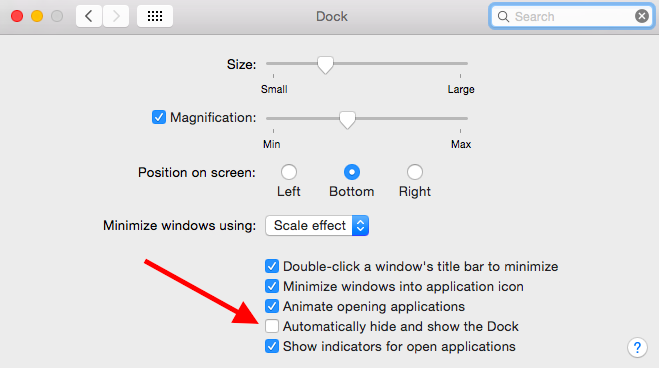 Dock
Search
Size:
Small Large
Magnification:
Min Max
Position on screen:
Left Bottom Right
Minimize windows using: Scale effect
Double-click a window's title bar to minimize
Minimize windows into application icon
Animate opening applications
Automatically hide and show the Dock
Show indicators for open applications
?